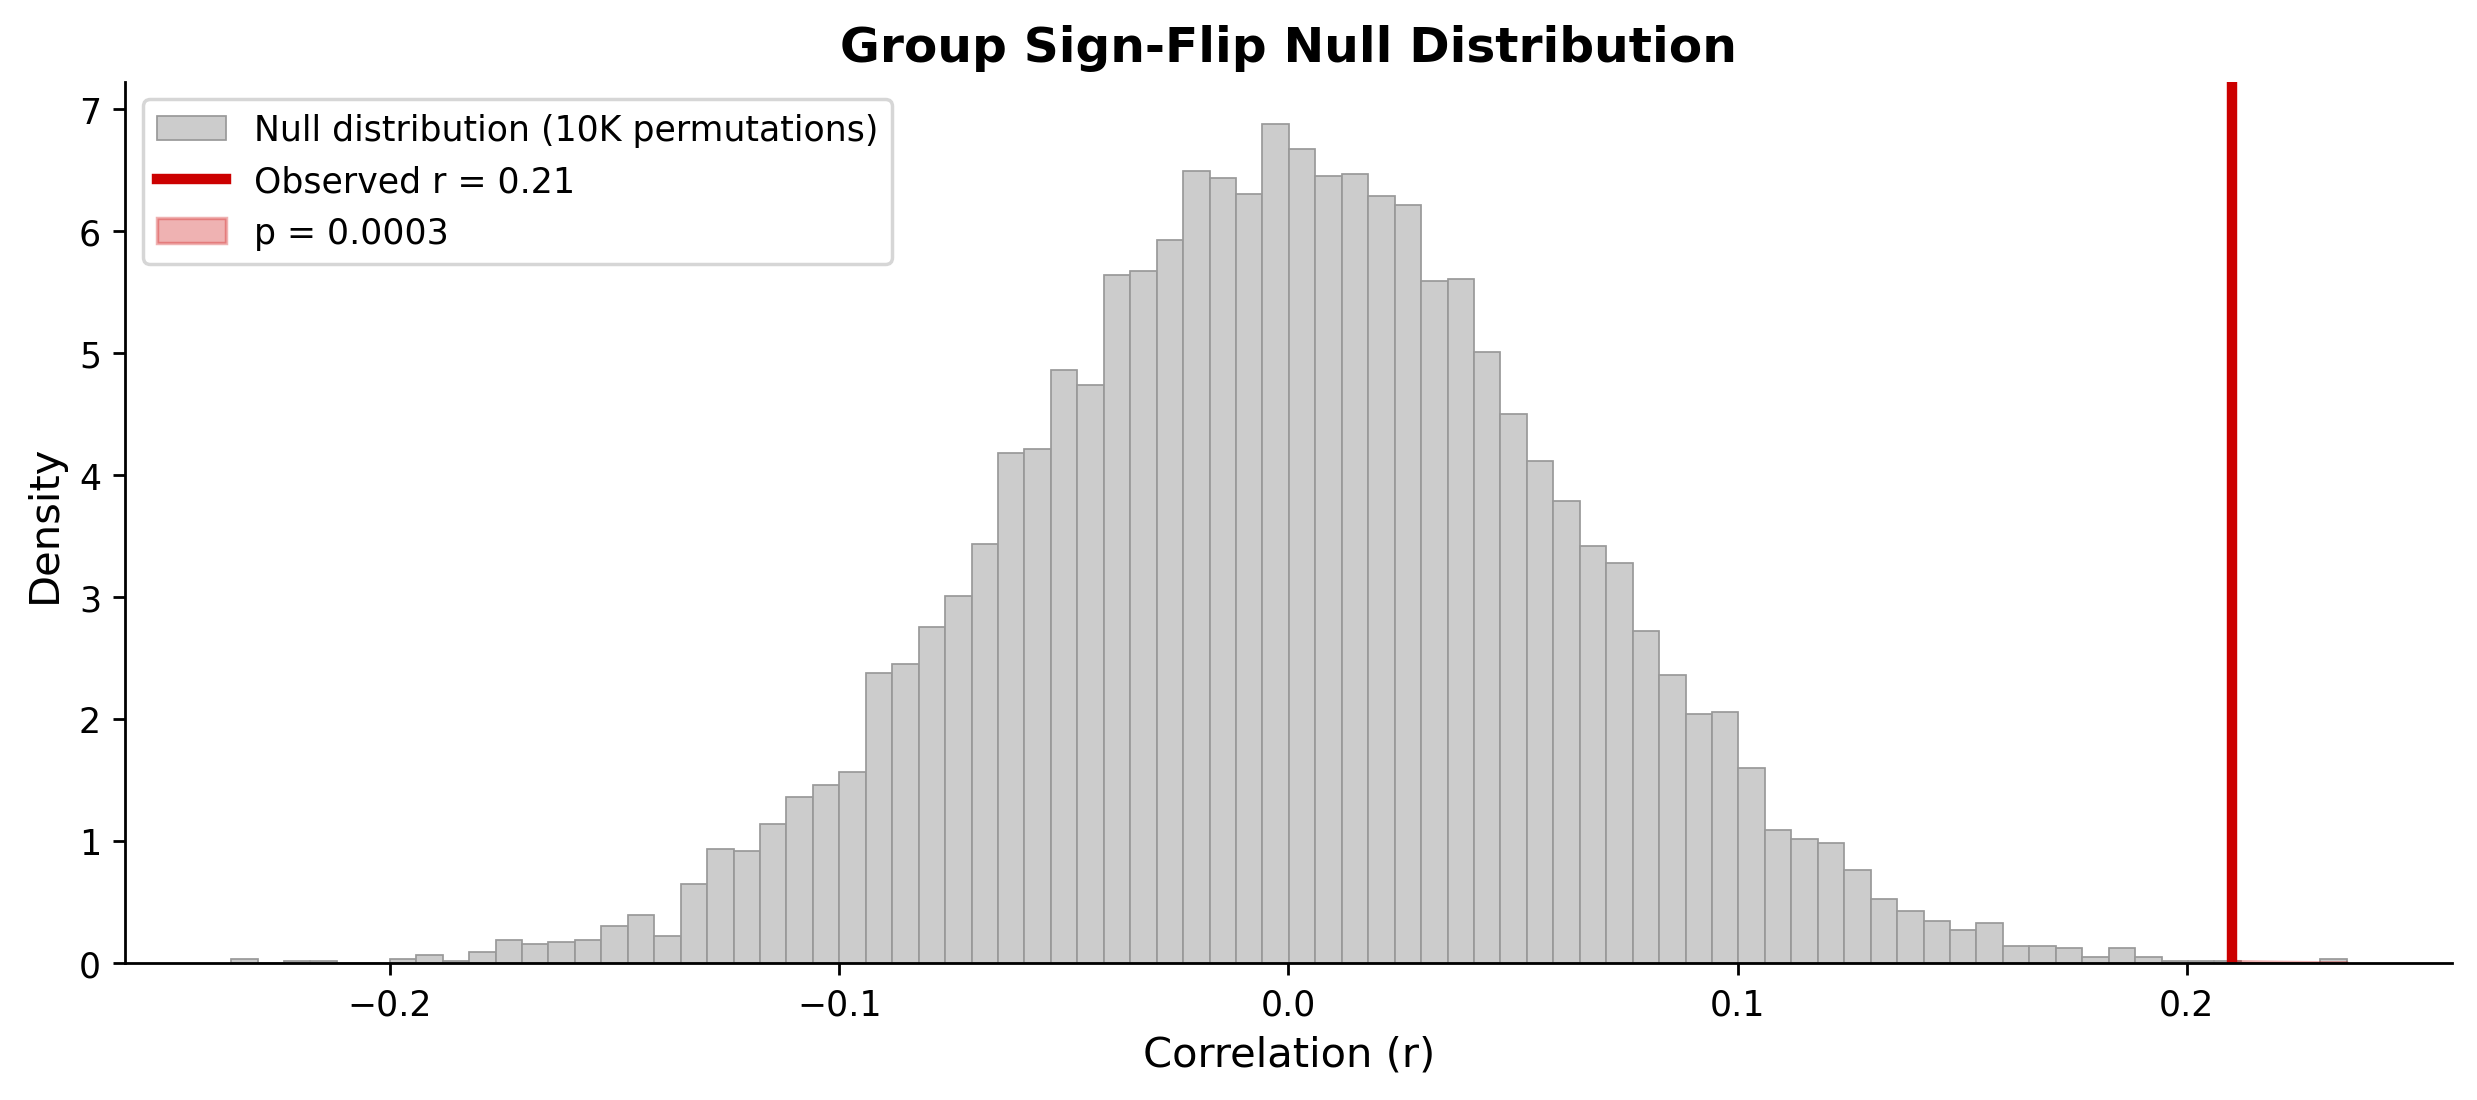 Group Sign-Flip Null Distribution
Null distribution (10K permutations)
Observed r = 0.21
p = 0.0003
7
6
5
4
3
2
1
0
Density
−0.2
−0.1
0.0
0.1
0.2
Correlation (r)